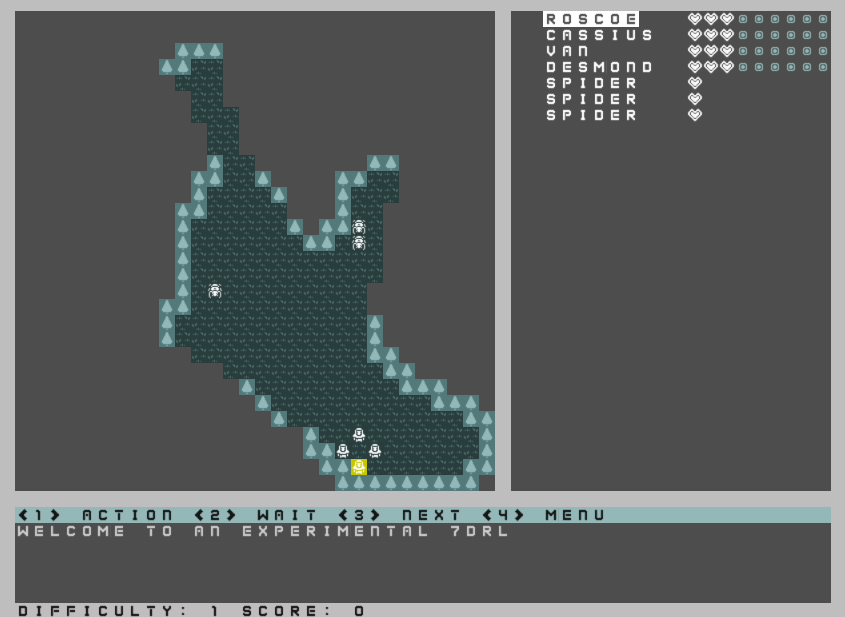 ROSCOE
CASSIUS
VAN
DESMOND
SPIDER
SPIDER
SPIDER
<1> ACTION <2> WAIT <3> NEXT <4> MENU
WELCOME TO AN EXPERIMENTAL 7DRL
DIFFICULTY: 1 SCORE: 0